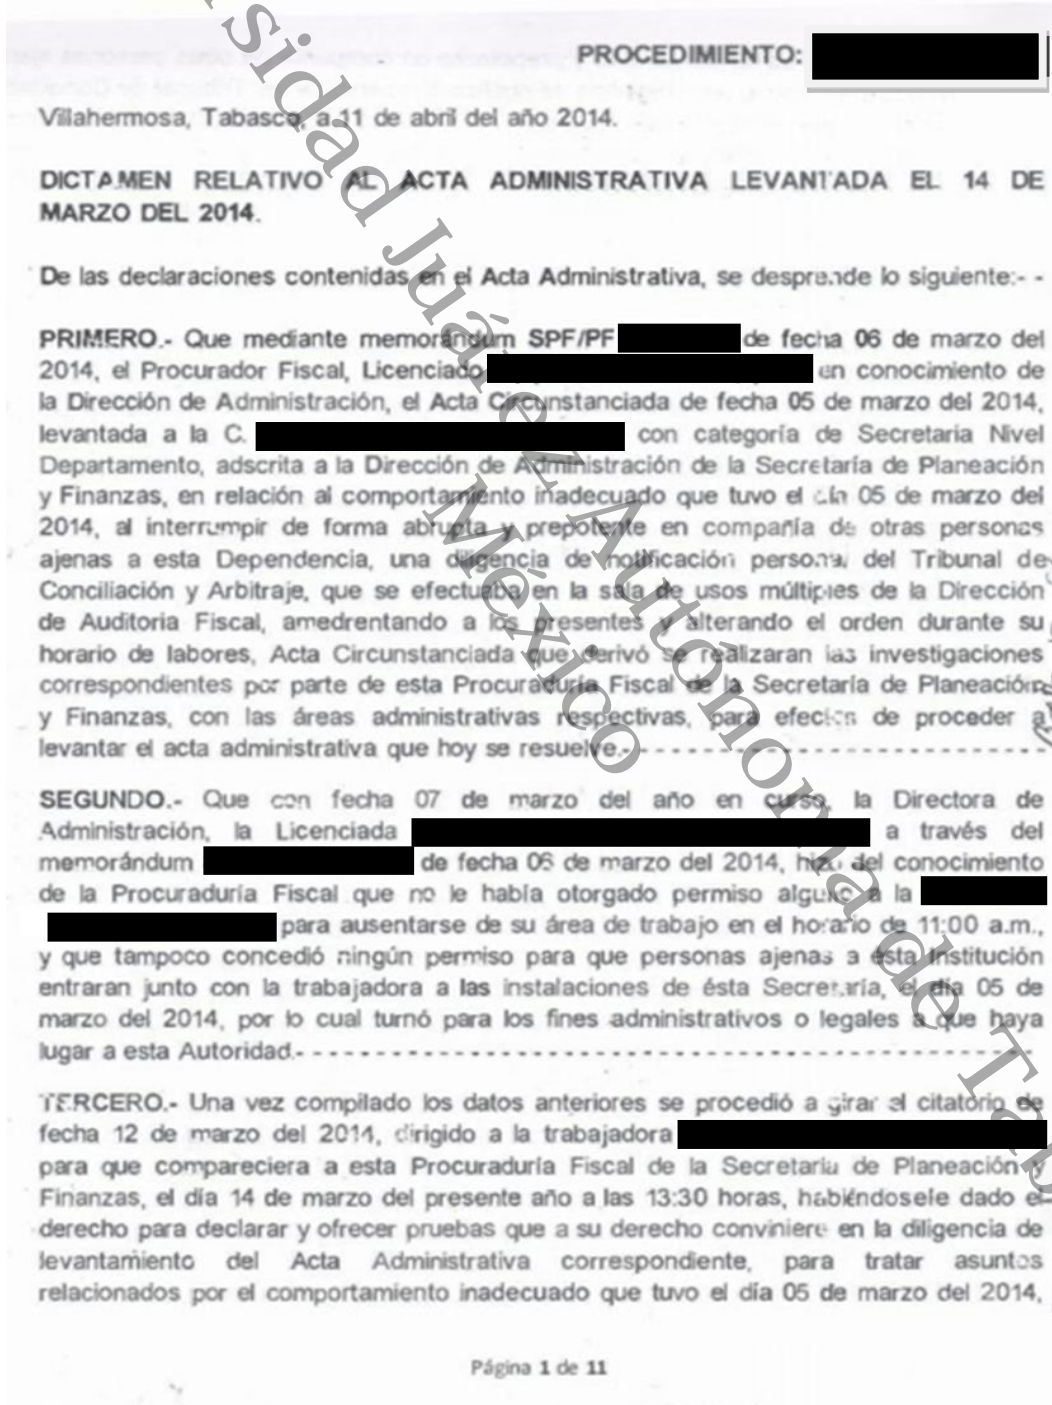 PROCEDIMIENTO:
Villahermosa, Tabasco, a 11 de abril del año 2014.
DICTAMEN RELATIVO AL ACTA ADMINISTRATIVA LEVANTADA EL 14 DE
MARZO DEL 2014.
De las declaraciones contenidas en el Acta Administrativa, se desprende lo siguiente:- -
PRIMERO.- Que mediante memorándum SPF/PF de fecha 06 de marzo del
2014, el Procurador Fiscal, Licenciado en conocimiento de
la Dirección de Administración, el Acta Circunstanciada de fecha 05 de marzo del 2014,
levantada a la C. con categoría de Secretaria Nivel
Departamento, adscrita a la Dirección de Administración de la Secretaría de Planeación
y Finanzas, en relación al comportamiento inadecuado que tuvo el día 05 de marzo del
2014, al interrumpir de forma abrupta y prepotente en compañía de otras personas
ajenas a esta Dependencia, una diligencia de notificación personal del Tribunal de
Conciliación y Arbitraje, que se efectuaba en la sala de usos múltiples de la Dirección
de Auditoria Fiscal, amedrentando a los presentes y alterando el orden durante su
horario de labores, Acta Circunstanciada que derivó se realizaran las investigaciones
correspondientes por parte de esta Procuraduría Fiscal de la Secretaría de Planeación
y Finanzas, con las áreas administrativas respectivas, para efectos de proceder a
levantar el acta administrativa que hoy se resuelve.- - - - - - - - - - - - - - - - - - - - - - - - - - - -
SEGUNDO.- Que con fecha 07 de marzo del año en curso, la Directora de
Administración, la Licenciada a través del
memorándum de fecha 06 de marzo del 2014, hizo del conocimiento
de la Procuraduría Fiscal que no le había otorgado permiso alguno a la
para ausentarse de su área de trabajo en el horario de 11:00 a.m.,
y que tampoco concedió ningún permiso para que personas ajenas a ésta Institución
entraran junto con la trabajadora a las instalaciones de ésta Secretaría, el día 05 de
marzo del 2014, por lo cual turnó para los fines administrativos o legales a que haya
lugar a esta Autoridad.- - - - - - - - - - - - - - - - - - - - - - - - - - - - - - - - - - - - - - - - - - - - - -
TERCERO.- Una vez compilado los datos anteriores se procedió a girar el citatorio de
fecha 12 de marzo del 2014, dirigido a la trabajadora
para que compareciera a esta Procuraduría Fiscal de la Secretaria de Planeación y
Finanzas, el día 14 de marzo del presente año a las 13:30 horas, habiéndosele dado el
derecho para declarar y ofrecer pruebas que a su derecho conviniere en la diligencia de
levantamiento del Acta Administrativa correspondiente, para tratar asuntos
relacionados por el comportamiento inadecuado que tuvo el día 05 de marzo del 2014,
Página 1 de 11
sidad Juárez Autónoma de Tab
México